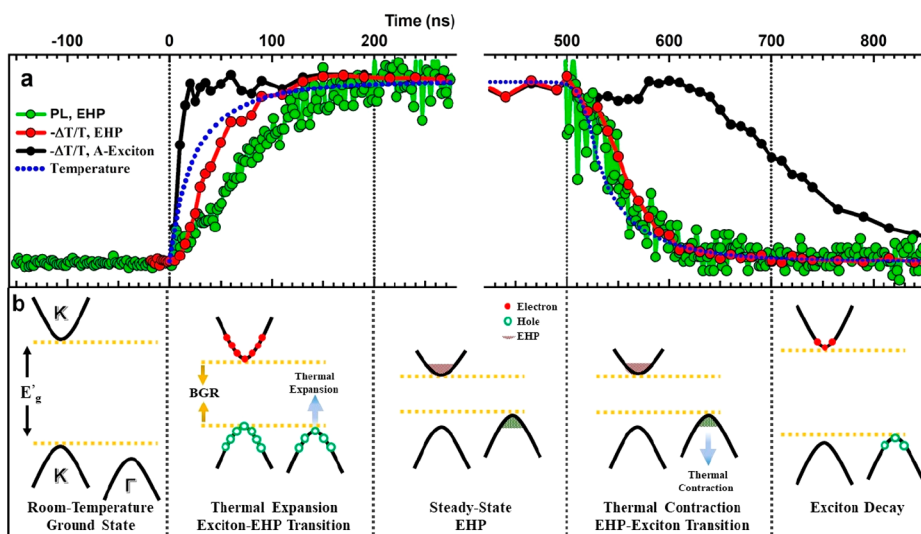 Time (ns)
-100 0 100 200 500 600 700 800
a
PL, EHP
-ΔT/T, EHP
-ΔT/T, A-Exciton
Temperature
b
K
E'g
K
Γ
Room-Temperature
Ground State
BGR
Thermal
Expansion
Thermal Expansion
Exciton-EHP Transition
Steady-State
EHP
Electron
Hole
EHP
Thermal
Contraction
Thermal Contraction
EHP-Exciton Transition
Exciton Decay